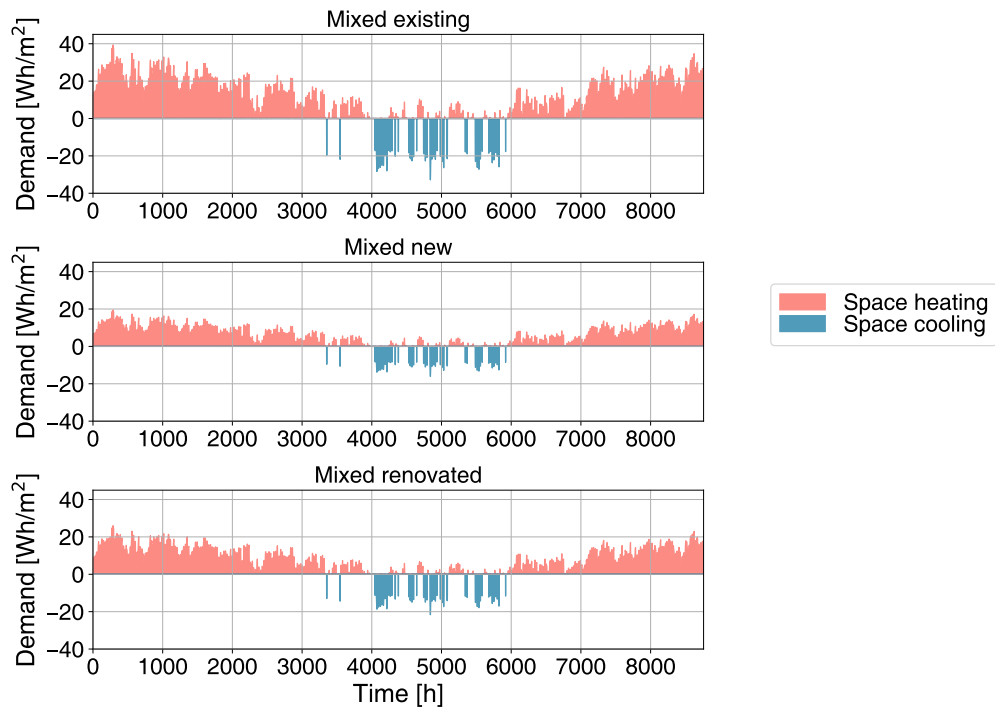 Mixed existing
Demand [Wh/m²]
40
20
0
−20
−40
0 1000 2000 3000 4000 5000 6000 7000 8000
Mixed new
Demand [Wh/m²]
40
20
0
−20
−40
0 1000 2000 3000 4000 5000 6000 7000 8000
Space heating
Space cooling
Mixed renovated
Demand [Wh/m²]
40
20
0
−20
−40
0 1000 2000 3000 4000 5000 6000 7000 8000
Time [h]